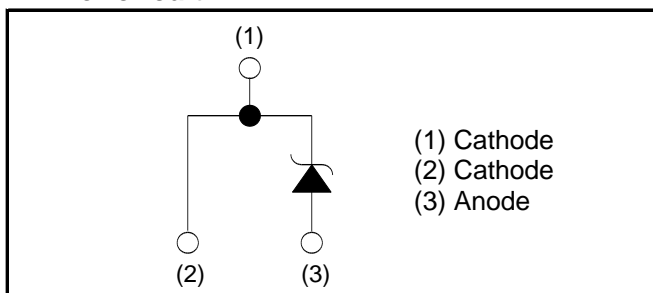 (1)
(1) Cathode
(2) Cathode
(3) Anode
(2) (3)